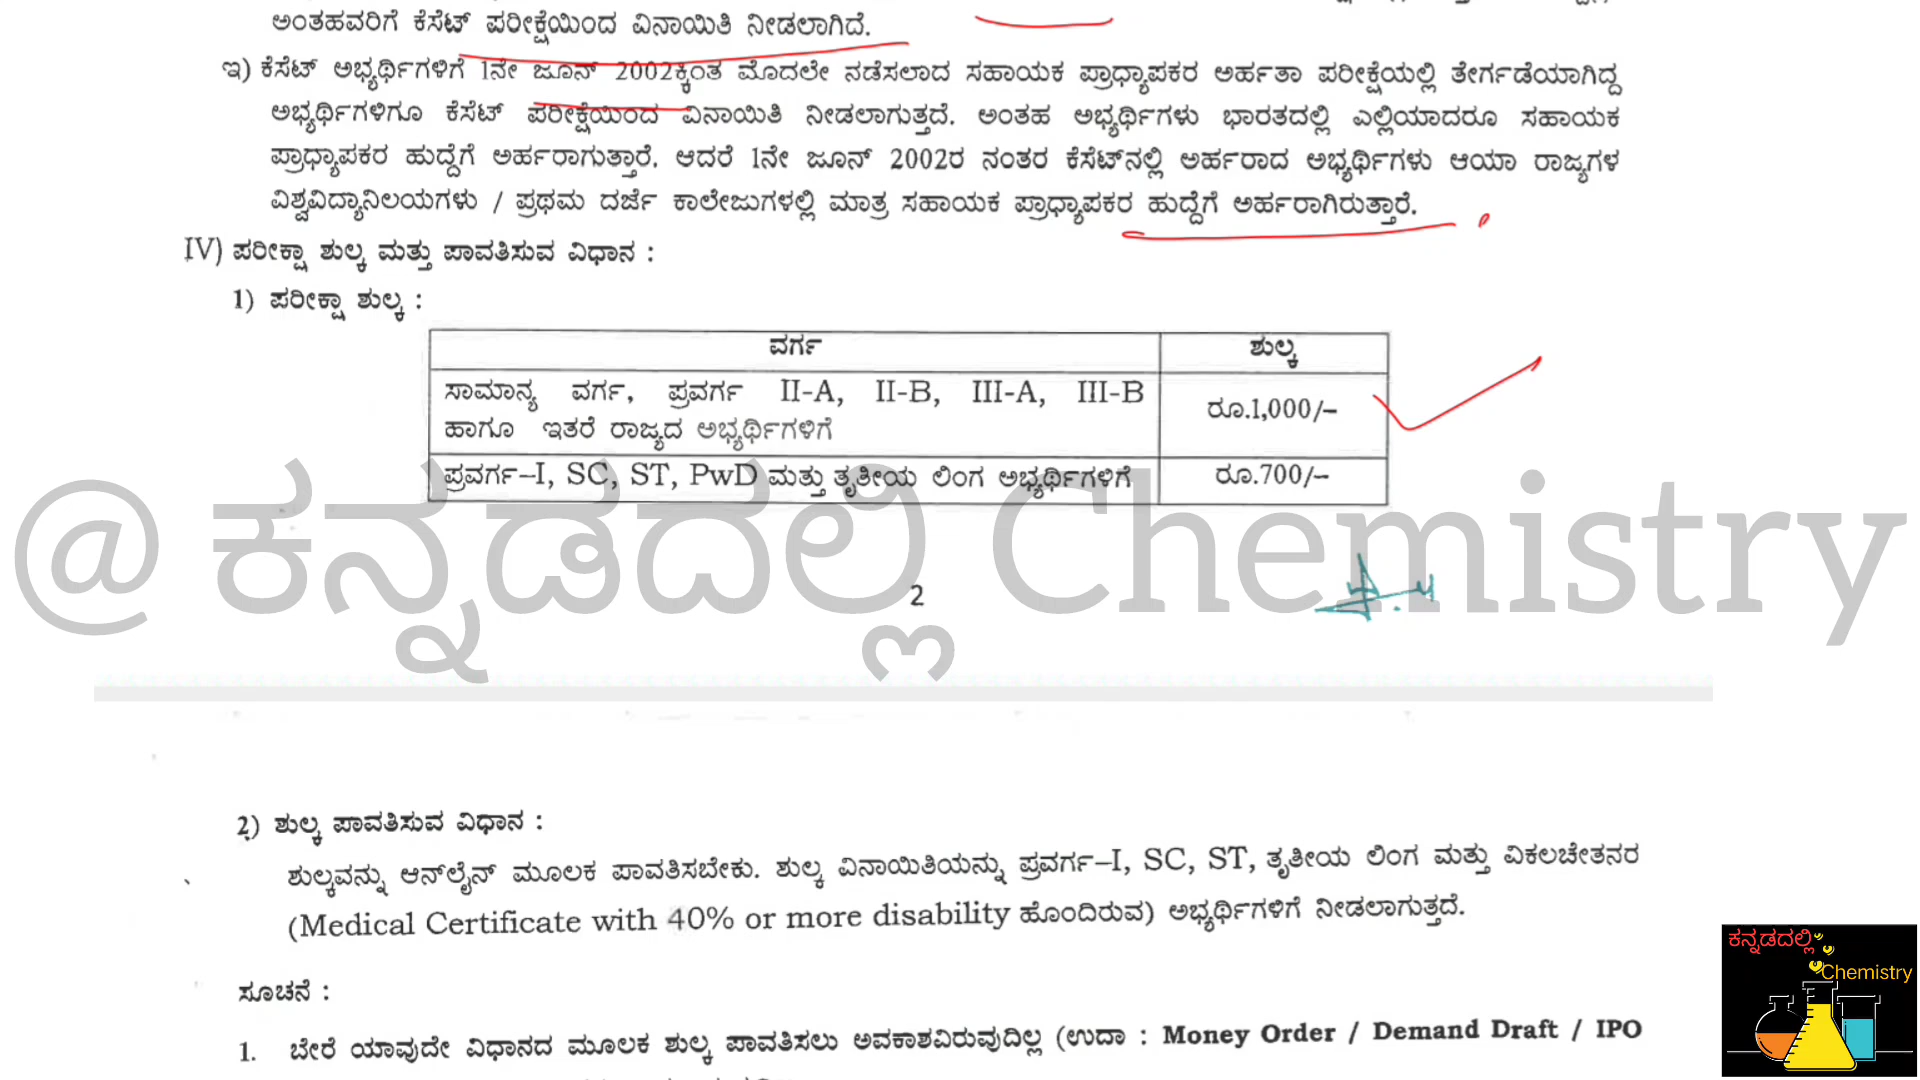 ಅಂತಹವರಿಗೆ ಕೆಸೆಟ್ ಪರೀಕ್ಷೆಯಿಂದ ವಿನಾಯಿತಿ ನೀಡಲಾಗಿದೆ.
ಇ) ಕೆಸೆಟ್ ಅಭ್ಯರ್ಥಿಗಳಿಗೆ 1ನೇ ಜೂನ್ 2002ಕ್ಕಿಂತ ಮೊದಲೇ ನಡೆಸಲಾದ ಸಹಾಯಕ ಪ್ರಾಧ್ಯಾಪಕರ ಅರ್ಹತಾ ಪರೀಕ್ಷೆಯಲ್ಲಿ ತೇರ್ಗಡೆಯಾಗಿದ್ದ
ಅಭ್ಯರ್ಥಿಗಳಿಗೂ ಕೆಸೆಟ್ ಪರೀಕ್ಷೆಯಿಂದ ವಿನಾಯಿತಿ ನೀಡಲಾಗುತ್ತದೆ. ಅಂತಹ ಅಭ್ಯರ್ಥಿಗಳು ಭಾರತದಲ್ಲಿ ಎಲ್ಲಿಯಾದರೂ ಸಹಾಯಕ
ಪ್ರಾಧ್ಯಾಪಕರ ಹುದ್ದೆಗೆ ಅರ್ಹರಾಗುತ್ತಾರೆ. ಆದರೆ 1ನೇ ಜೂನ್ 2002ರ ನಂತರ ಕೆಸೆಟ್‌ನಲ್ಲಿ ಅರ್ಹರಾದ ಅಭ್ಯರ್ಥಿಗಳು ಆಯಾ ರಾಜ್ಯಗಳ
ವಿಶ್ವವಿದ್ಯಾನಿಲಯಗಳು / ಪ್ರಥಮ ದರ್ಜೆ ಕಾಲೇಜುಗಳಲ್ಲಿ ಮಾತ್ರ ಸಹಾಯಕ ಪ್ರಾಧ್ಯಾಪಕರ ಹುದ್ದೆಗೆ ಅರ್ಹರಾಗಿರುತ್ತಾರೆ.
IV) ಪರೀಕ್ಷಾ ಶುಲ್ಕ ಮತ್ತು ಪಾವತಿಸುವ ವಿಧಾನ :
1) ಪರೀಕ್ಷಾ ಶುಲ್ಕ :
ವರ್ಗ ಶುಲ್ಕ
ಸಾಮಾನ್ಯ ವರ್ಗ, ಪ್ರವರ್ಗ II-A, II-B, III-A, III-B
ಹಾಗೂ ಇತರೆ ರಾಜ್ಯದ ಅಭ್ಯರ್ಥಿಗಳಿಗೆ
ರೂ.1,000/–
ಪ್ರವರ್ಗ–I, SC, ST, PwD ಮತ್ತು ತೃತೀಯ ಲಿಂಗ ಅಭ್ಯರ್ಥಿಗಳಿಗೆ ರೂ.700/–
@ ಕನ್ನಡದಲ್ಲಿ Chemistry
2
2) ಶುಲ್ಕ ಪಾವತಿಸುವ ವಿಧಾನ :
ಶುಲ್ಕವನ್ನು ಆನ್‌ಲೈನ್ ಮೂಲಕ ಪಾವತಿಸಬೇಕು. ಶುಲ್ಕ ವಿನಾಯಿತಿಯನ್ನು ಪ್ರವರ್ಗ–I, SC, ST, ತೃತೀಯ ಲಿಂಗ ಮತ್ತು ವಿಕಲಚೇತನರ
(Medical Certificate with 40% or more disability ಹೊಂದಿರುವ) ಅಭ್ಯರ್ಥಿಗಳಿಗೆ ನೀಡಲಾಗುತ್ತದೆ.
ಸೂಚನೆ :
1. ಬೇರೆ ಯಾವುದೇ ವಿಧಾನದ ಮೂಲಕ ಶುಲ್ಕ ಪಾವತಿಸಲು ಅವಕಾಶವಿರುವುದಿಲ್ಲ (ಉದಾ : Money Order / Demand Draft / IPO
ಕನ್ನಡದಲ್ಲಿ
Chemistry